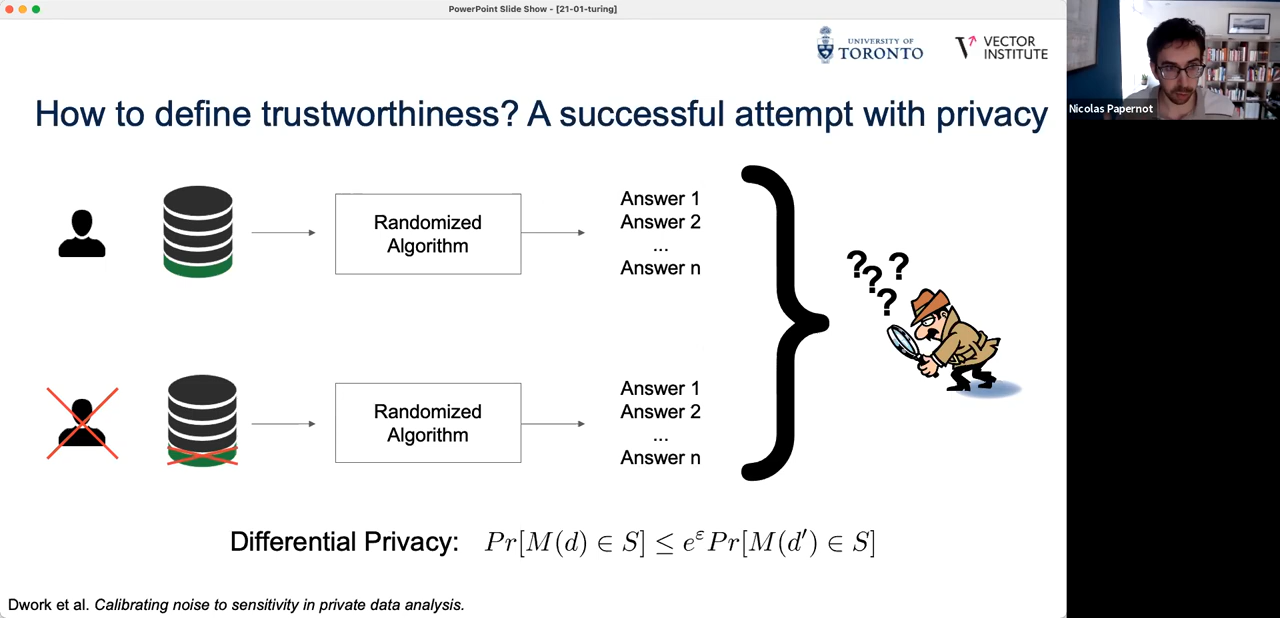 PowerPoint Slide Show - [21-01-turing]
UNIVERSITY OF
TORONTO
VECTOR
INSTITUTE
Nicolas Papernot
How to define trustworthiness? A successful attempt with privacy
Randomized
Algorithm
Answer 1
Answer 2
...
Answer n
? ? ? ?
Randomized
Algorithm
Answer 1
Answer 2
...
Answer n
Differential Privacy: Pr[M(d) ∈ S] ≤ e^ε Pr[M(d′) ∈ S]
Dwork et al. Calibrating noise to sensitivity in private data analysis.